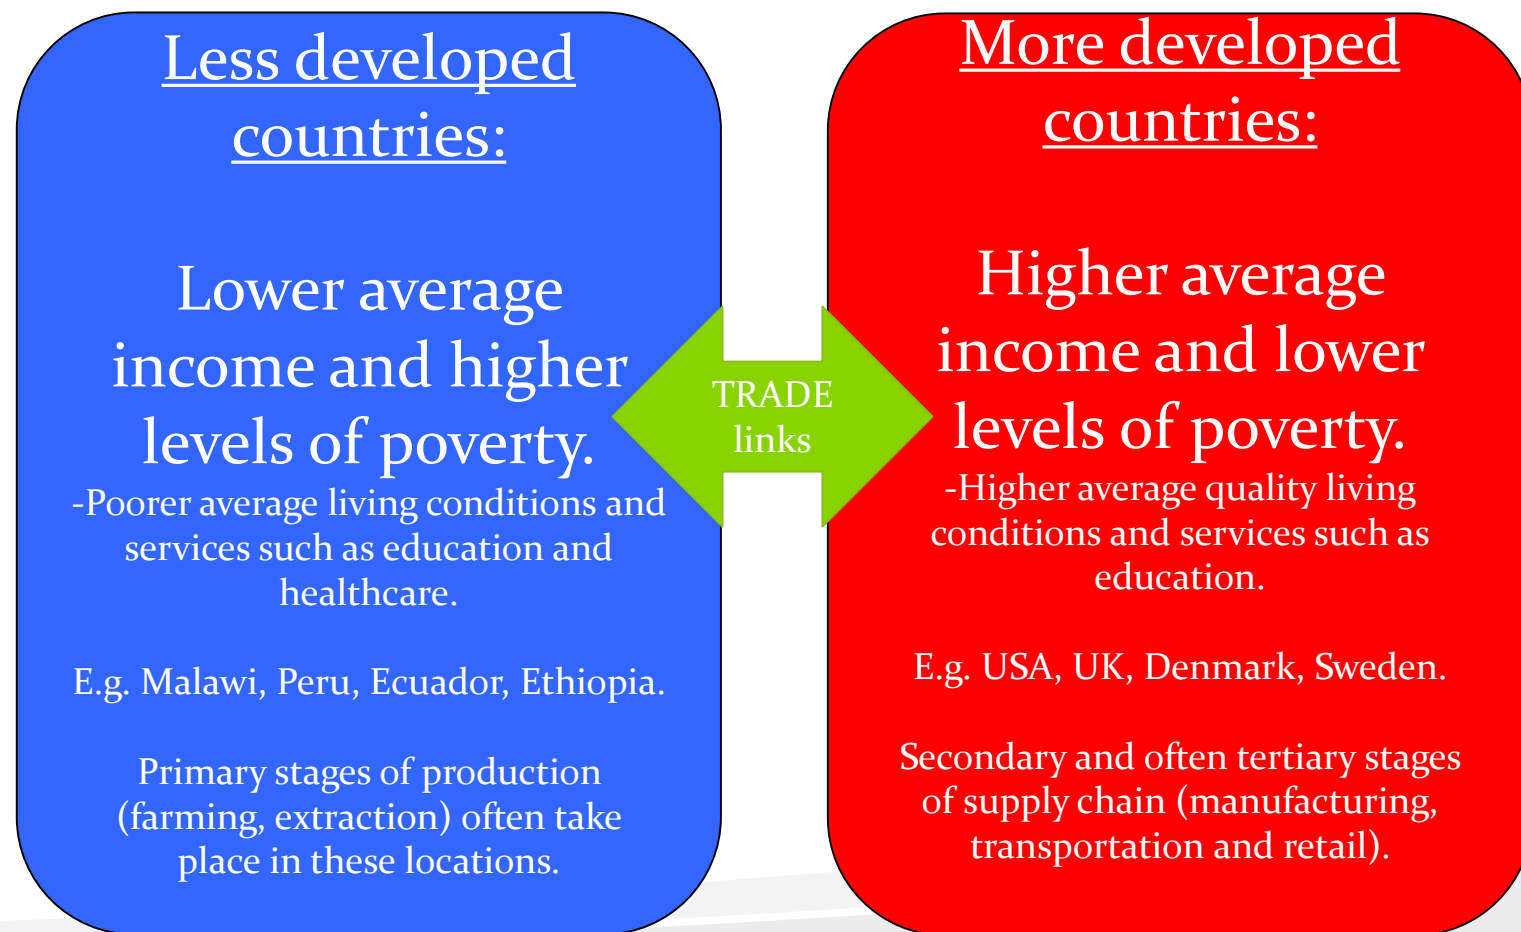 Less developed
countries:
Lower average
income and higher
levels of poverty.
-Poorer average living conditions and
services such as education and
healthcare.
E.g. Malawi, Peru, Ecuador, Ethiopia.
Primary stages of production
(farming, extraction) often take
place in these locations.
TRADE
links
More developed
countries:
Higher average
income and lower
levels of poverty.
-Higher average quality living
conditions and services such as
education.
E.g. USA, UK, Denmark, Sweden.
Secondary and often tertiary stages
of supply chain (manufacturing,
transportation and retail).